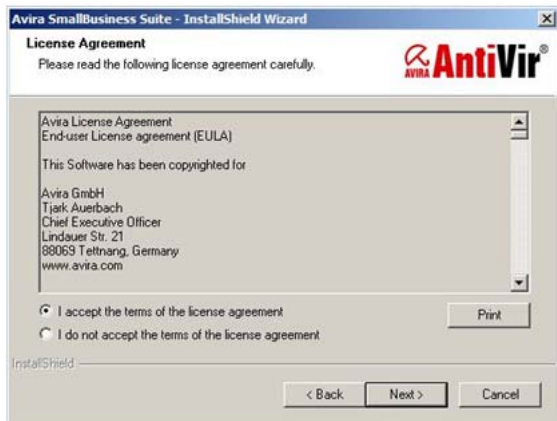 Avira SmallBusiness Suite - InstallShield Wizard
License Agreement
Please read the following license agreement carefully.
AVIRA AntiVir®
Avira License Agreement
End-user License agreement (EULA)
This Software has been copyrighted for
Avira GmbH
Tjark Auerbach
Chief Executive Officer
Lindauer Str. 21
88069 Tettnang, Germany
www.avira.com
I accept the terms of the license agreement
Print
I do not accept the terms of the license agreement
InstallShield
< Back
Next >
Cancel